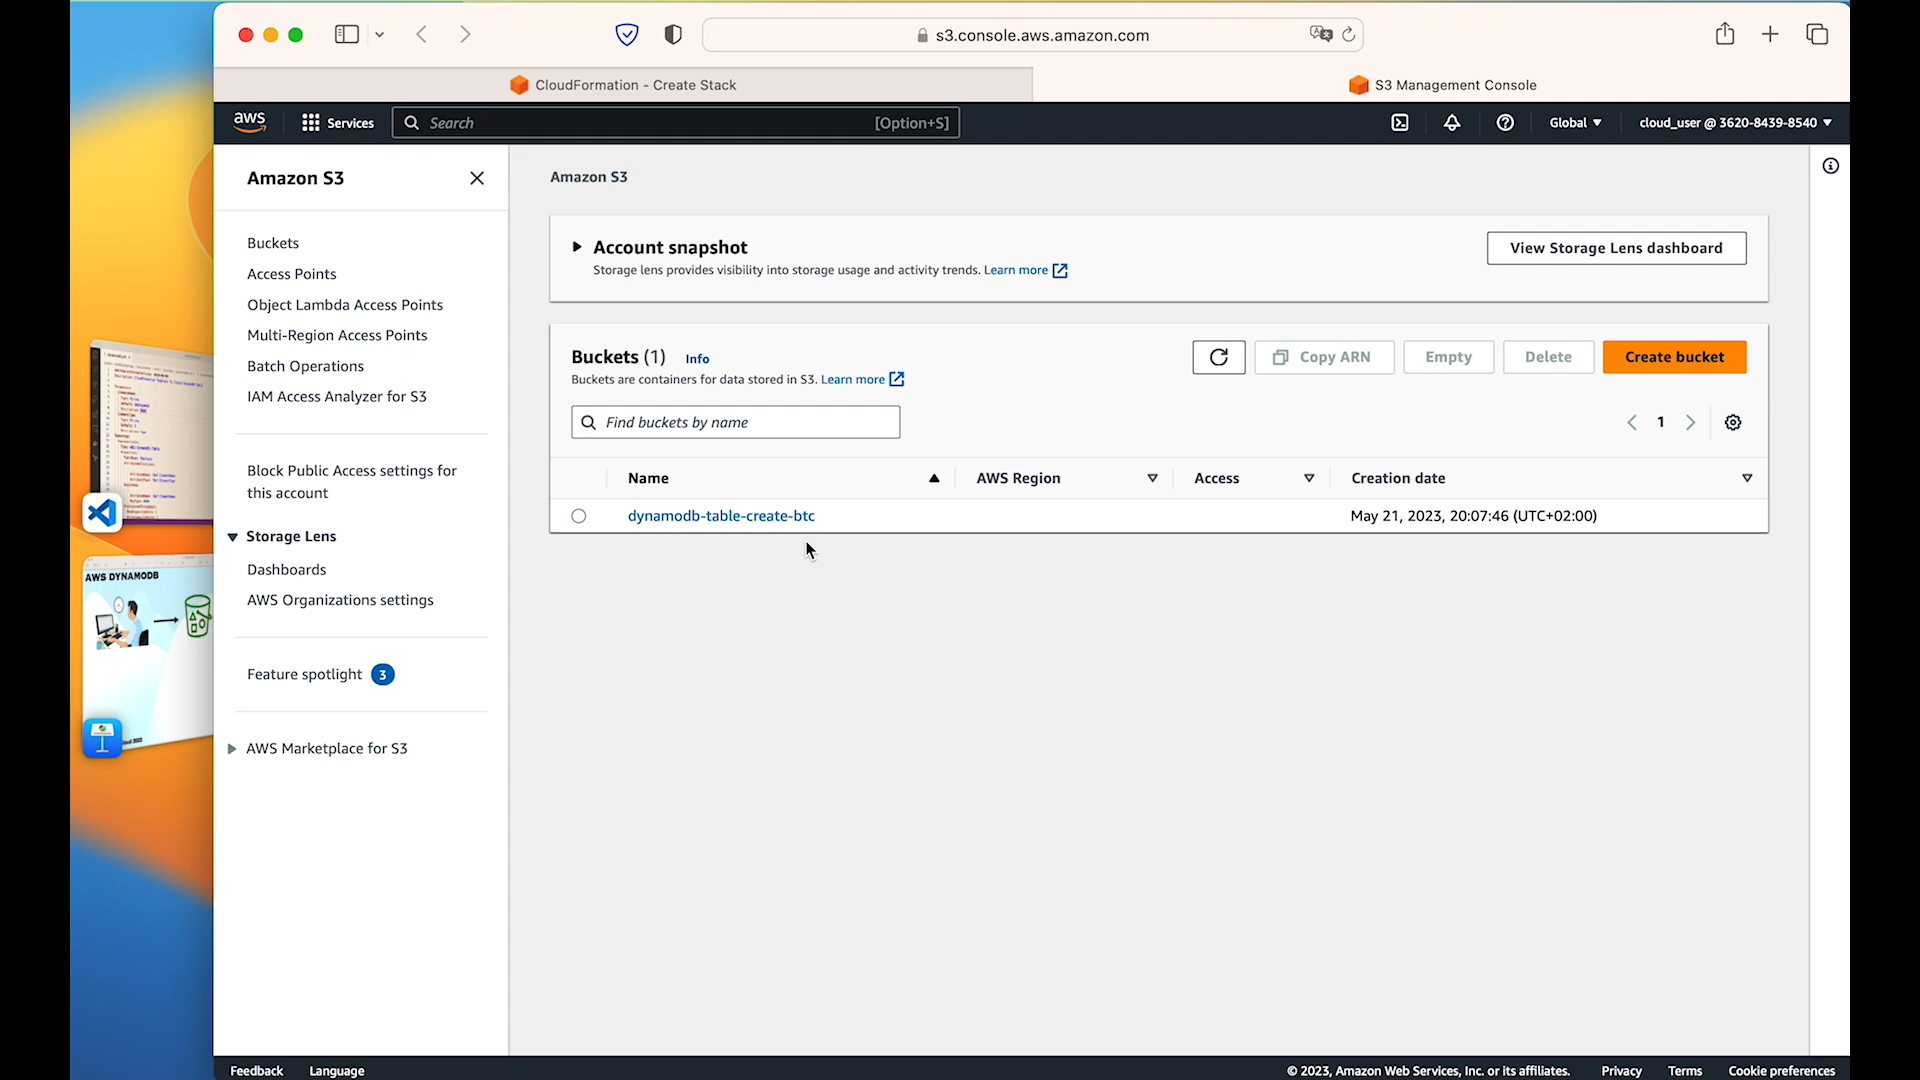 s3.console.aws.amazon.com
CloudFormation - Create Stack
S3 Management Console
aws
Services
Search
[Option+S]
Global
cloud_user @ 3620-8439-8540
Amazon S3
Buckets
Access Points
Object Lambda Access Points
Multi-Region Access Points
Batch Operations
IAM Access Analyzer for S3
Block Public Access settings for
this account
Storage Lens
Dashboards
AWS Organizations settings
Feature spotlight 3
AWS Marketplace for S3
Amazon S3
Account snapshot
Storage lens provides visibility into storage usage and activity trends. Learn more
View Storage Lens dashboard
Buckets (1) Info
Buckets are containers for data stored in S3. Learn more
Copy ARN
Empty
Delete
Create bucket
Find buckets by name
1
Name
AWS Region
Access
Creation date
dynamodb-table-create-btc
May 21, 2023, 20:07:46 (UTC+02:00)
AWS DYNAMODB
Feedback
Language
© 2023, Amazon Web Services, Inc. or its affiliates.
Privacy
Terms
Cookie preferences